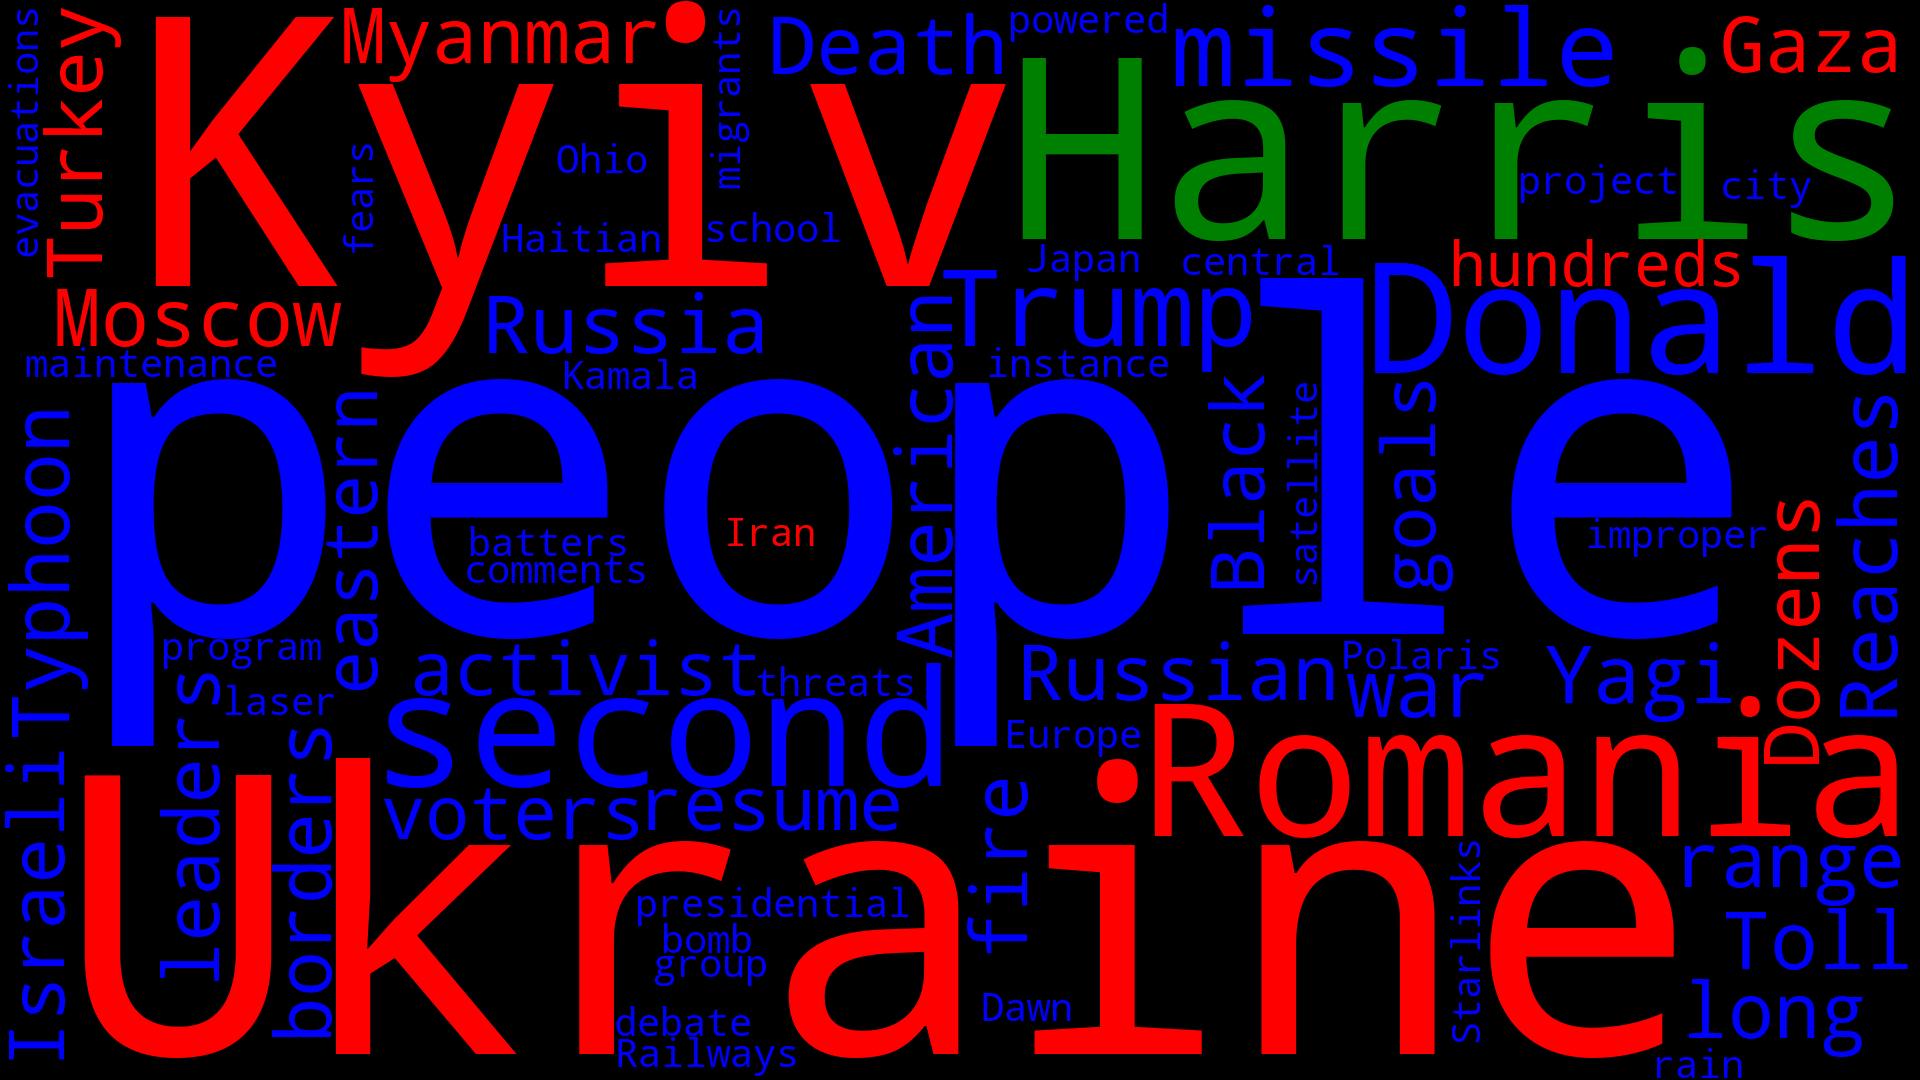 evacuations
Turkey
Kyiv
Myanmar
migrants
Death
powered
missile
Gaza
Harris
fears
Ohio
Haitian
school
project
city
Japan
central
hundreds
Moscow
Russia
Trump
Donald
maintenance
Kamala
American
instance
people
eastern
Black
satellite
goals
Reaches
Typhoon
batters
comments
Iran
improper
Dozens
program
laser
activist
threats
Russian
Polaris
war
Yagi
second
Europe
Romania
Israeli
leaders
borders
Ukraine
voters
resume
fire
range
presidential
bomb
group
Starlinks
Toll
Dawn
long
debate
Railways
rain